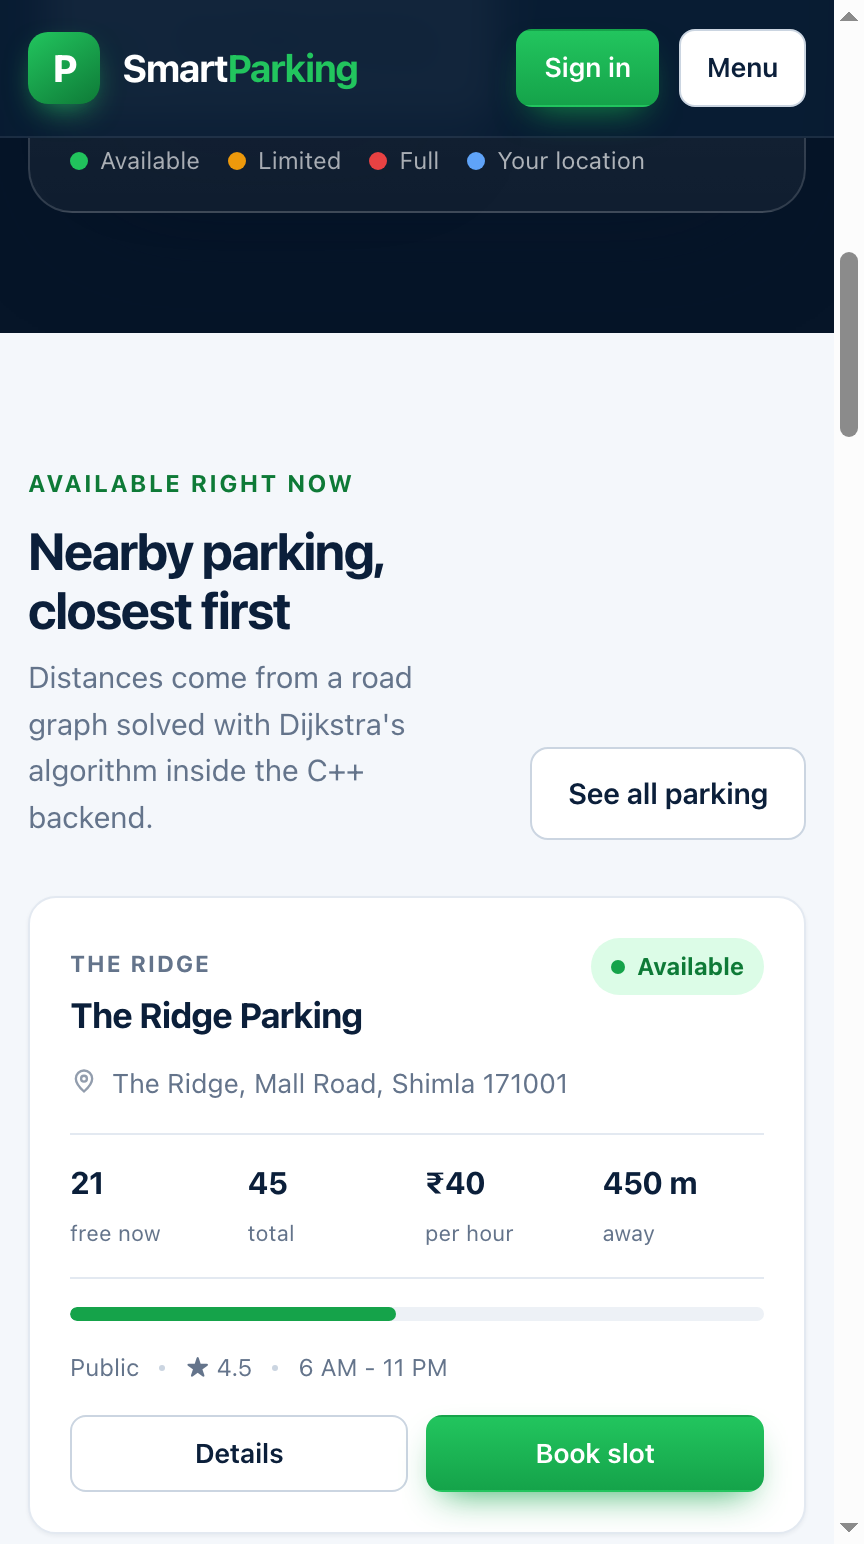 P SmartParking Sign in Menu
Available Limited Full Your location
AVAILABLE RIGHT NOW
Nearby parking,
closest first
Distances come from a road
graph solved with Dijkstra's
algorithm inside the C++
backend.
See all parking
THE RIDGE
Available
The Ridge Parking
The Ridge, Mall Road, Shimla 171001
21 45 ₹40 450 m
free now total per hour away
Public • ★ 4.5 • 6 AM - 11 PM
Details Book slot